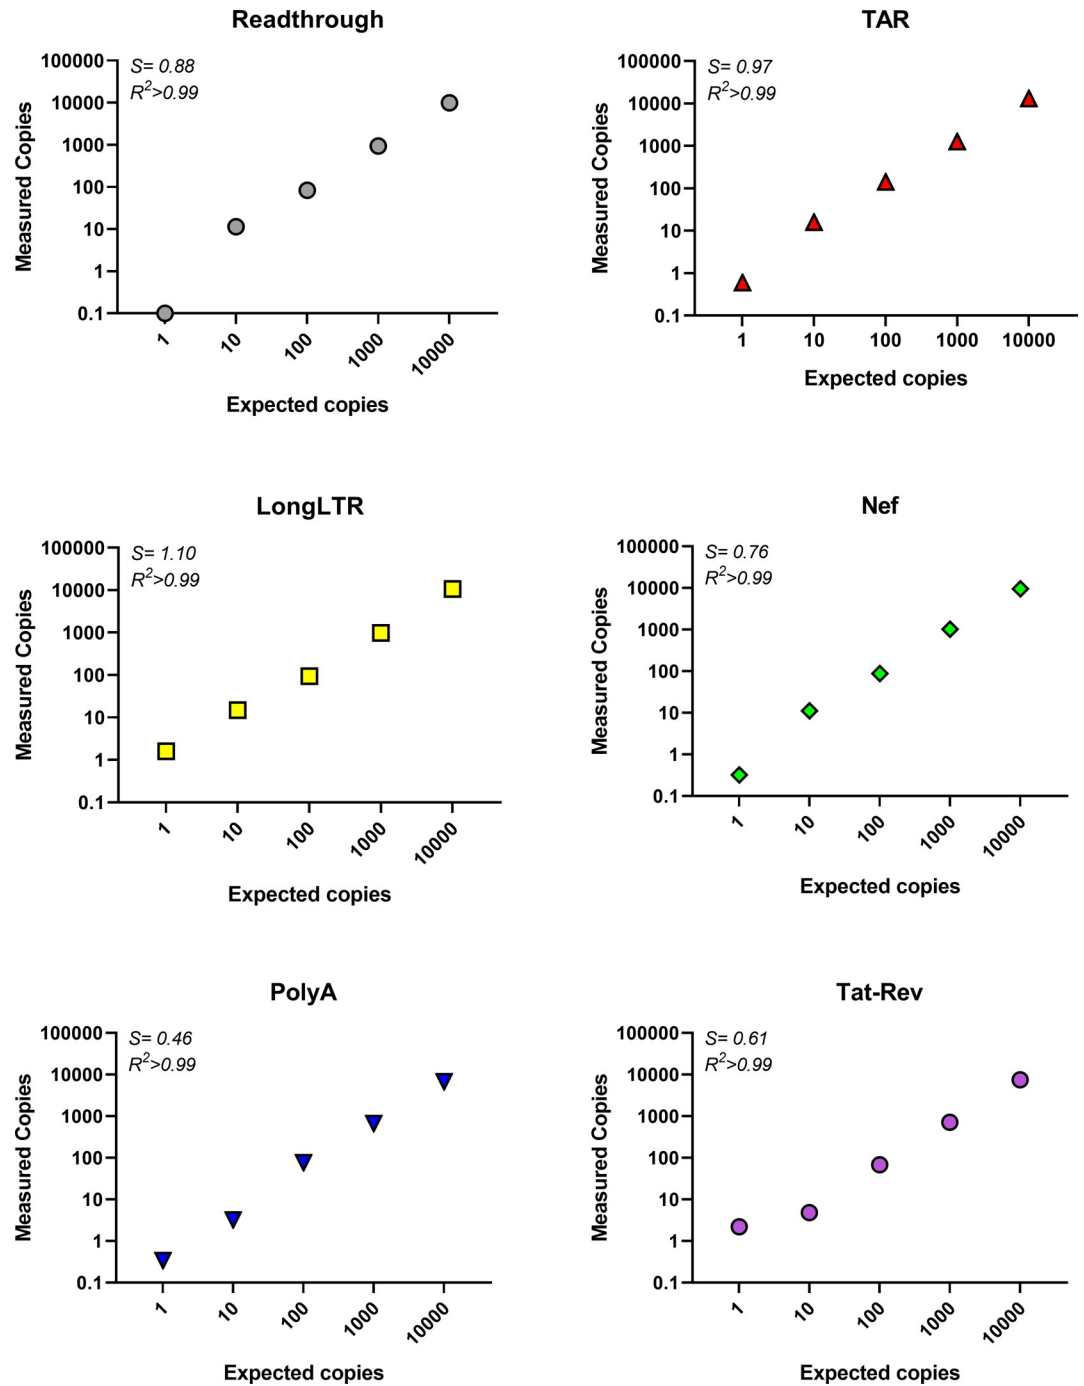 Readthrough
S= 0.88
R²>0.99
100000
10000
1000
100
10
1
0.1
Measured Copies
1
10
100
1000
10000
Expected copies
TAR
S= 0.97
R²>0.99
100000
10000
1000
100
10
1
0.1
Measured Copies
1
10
100
1000
10000
Expected copies
LongLTR
S= 1.10
R²>0.99
100000
10000
1000
100
10
1
0.1
Measured Copies
1
10
100
1000
10000
Expected copies
Nef
S= 0.76
R²>0.99
100000
10000
1000
100
10
1
0.1
Measured Copies
1
10
100
1000
10000
Expected copies
PolyA
S= 0.46
R²>0.99
100000
10000
1000
100
10
1
0.1
Measured Copies
1
10
100
1000
10000
Expected copies
Tat-Rev
S= 0.61
R²>0.99
100000
10000
1000
100
10
1
0.1
Measured Copies
1
10
100
1000
10000
Expected copies